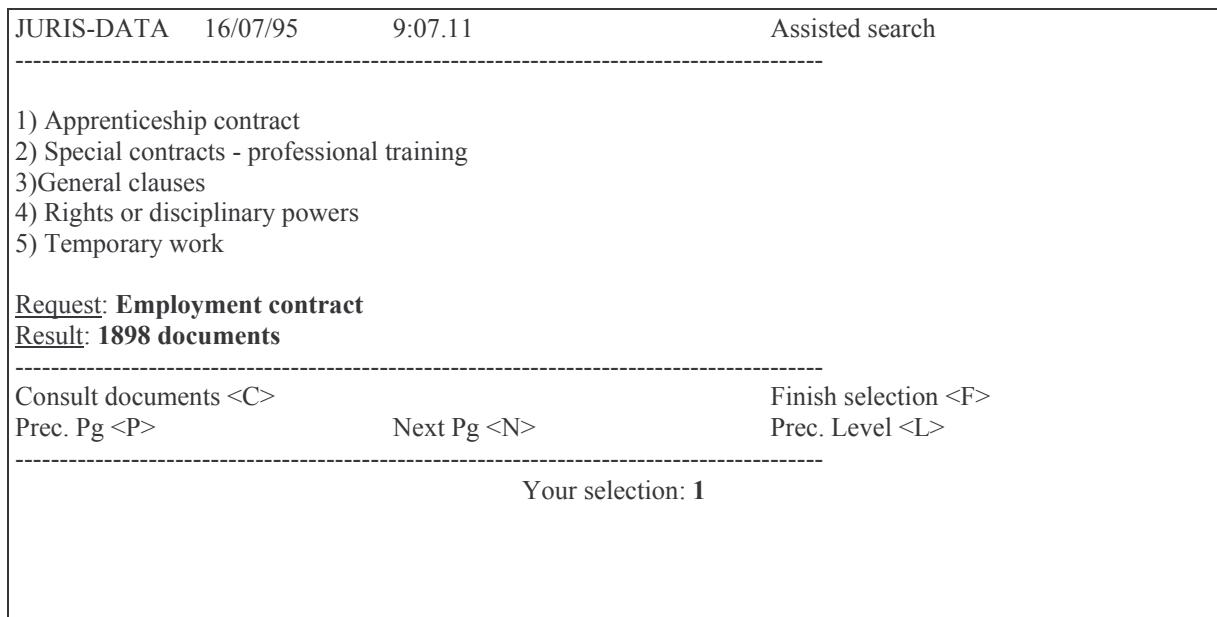 JURIS-DATA 16/07/95 9:07.11 Assisted search
--------------------------------------------------------------------------------------------
1) Apprenticeship contract
2) Special contracts - professional training
3)General clauses
4) Rights or disciplinary powers
5) Temporary work
Request: Employment contract
Result: 1898 documents
--------------------------------------------------------------------------------------------
Consult documents <C> Finish selection <F>
Prec. Pg <P> Next Pg <N> Prec. Level <L>
--------------------------------------------------------------------------------------------
Your selection: 1